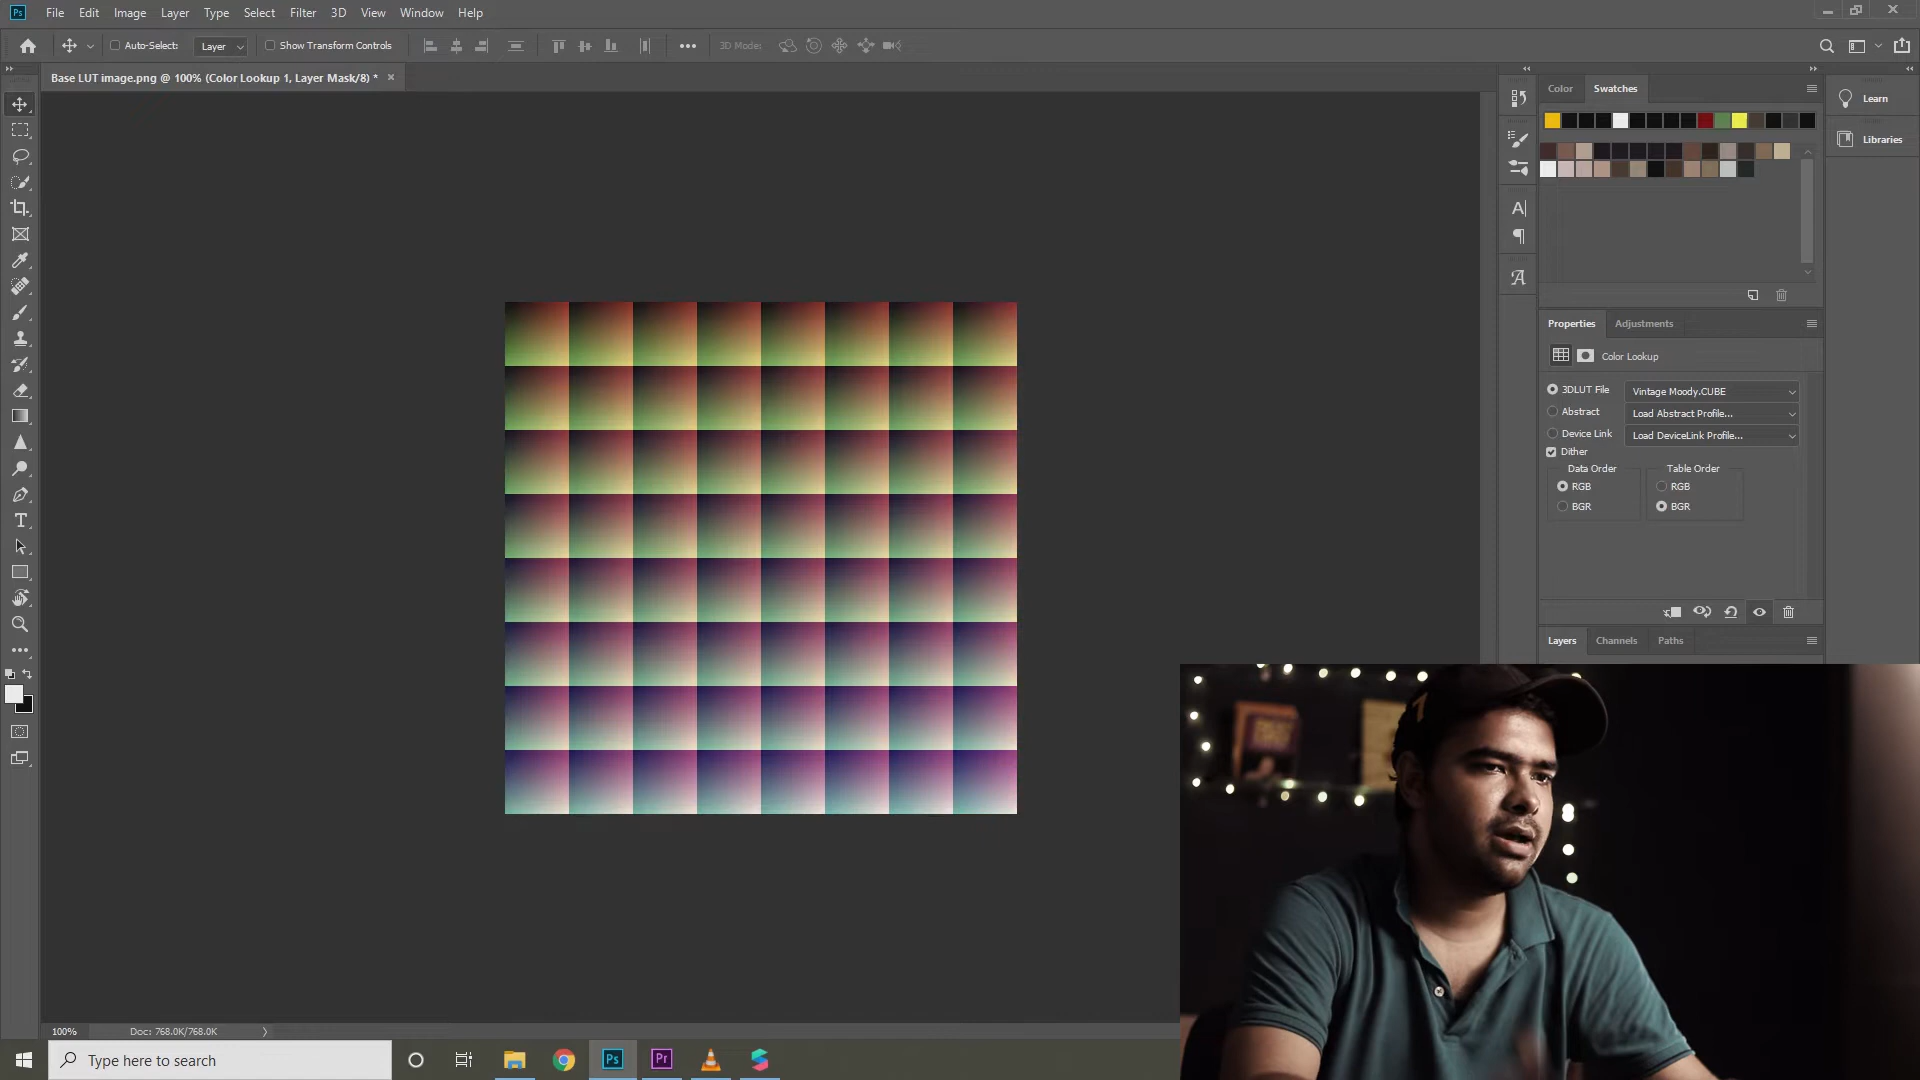 Ps File Edit Image Layer Type Select Filter 3D View Window Help
Auto-Select: Layer Show Transform Controls 3D Mode:
Base LUT image.png @ 100% (Color Lookup 1, Layer Mask/8) *
Color Swatches
Learn
Libraries
Properties Adjustments
Color Lookup
3DLUT File Vintage Moody.CUBE
Abstract Load Abstract Profile...
Device Link Load DeviceLink Profile...
Dither
Data Order Table Order
RGB RGB
BGR BGR
Layers Channels Paths
100% Doc: 768.0K/768.0K
Type here to search
Ps Pr